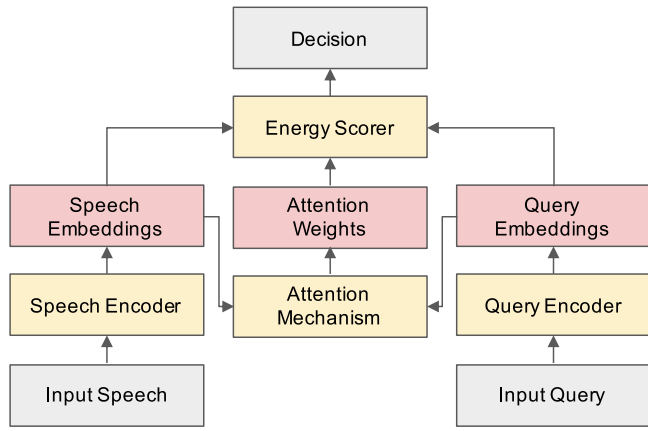 Decision
Energy Scorer
Speech
Embeddings
Attention
Weights
Query
Embeddings
Speech Encoder
Attention
Mechanism
Query Encoder
Input Speech
Input Query